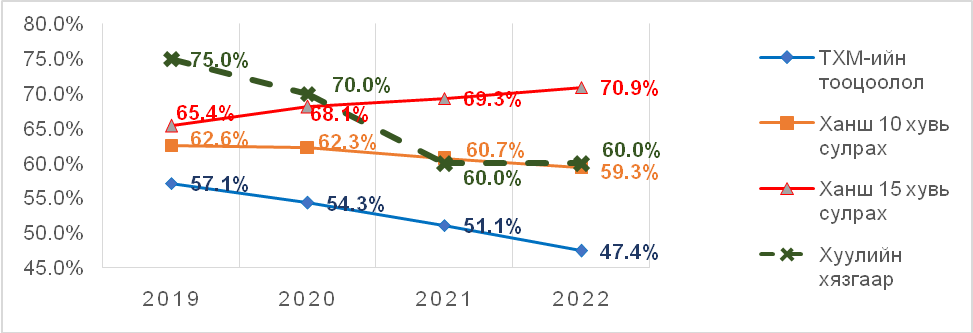 80.0%
75.0%
70.0%
65.0%
60.0%
55.0%
50.0%
45.0%
75.0%
70.0%
65.4%
68.1%
69.3%
70.9%
62.6%
62.3%
60.7%
60.0%
60.0%
59.3%
57.1%
54.3%
51.1%
47.4%
2019 2020 2021 2022
ТХМ-ийн
тооцоолол
Ханш 10 хувь
сулрах
Ханш 15 хувь
сулрах
Хуулийн
хязгаар